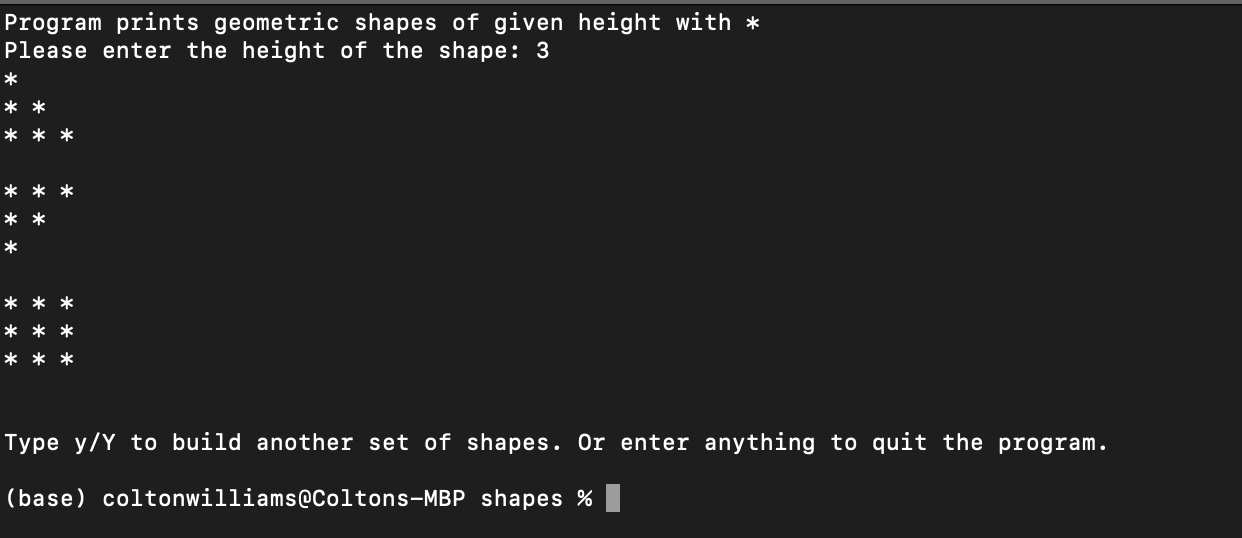 Program prints geometric shapes of given height with *
Please enter the height of the shape: 3
*
* *
* * *
* * *
* *
*
* * *
* * *
* * *
Type y/Y to build another set of shapes. Or enter anything to quit the program.
(base) coltonwilliams@Coltons-MBP shapes %